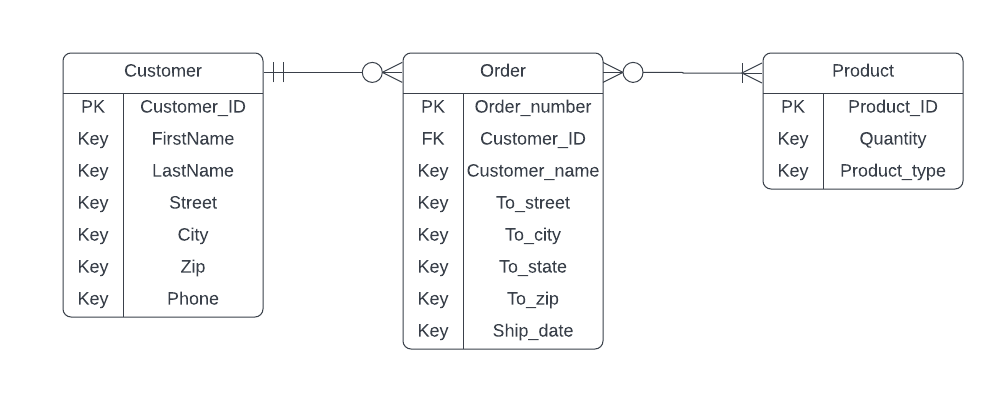 Customer
PK Customer_ID
Key FirstName
Key LastName
Key Street
Key City
Key Zip
Key Phone
Order
PK Order_number
FK Customer_ID
Key Customer_name
Key To_street
Key To_city
Key To_state
Key To_zip
Key Ship_date
Product
PK Product_ID
Key Quantity
Key Product_type